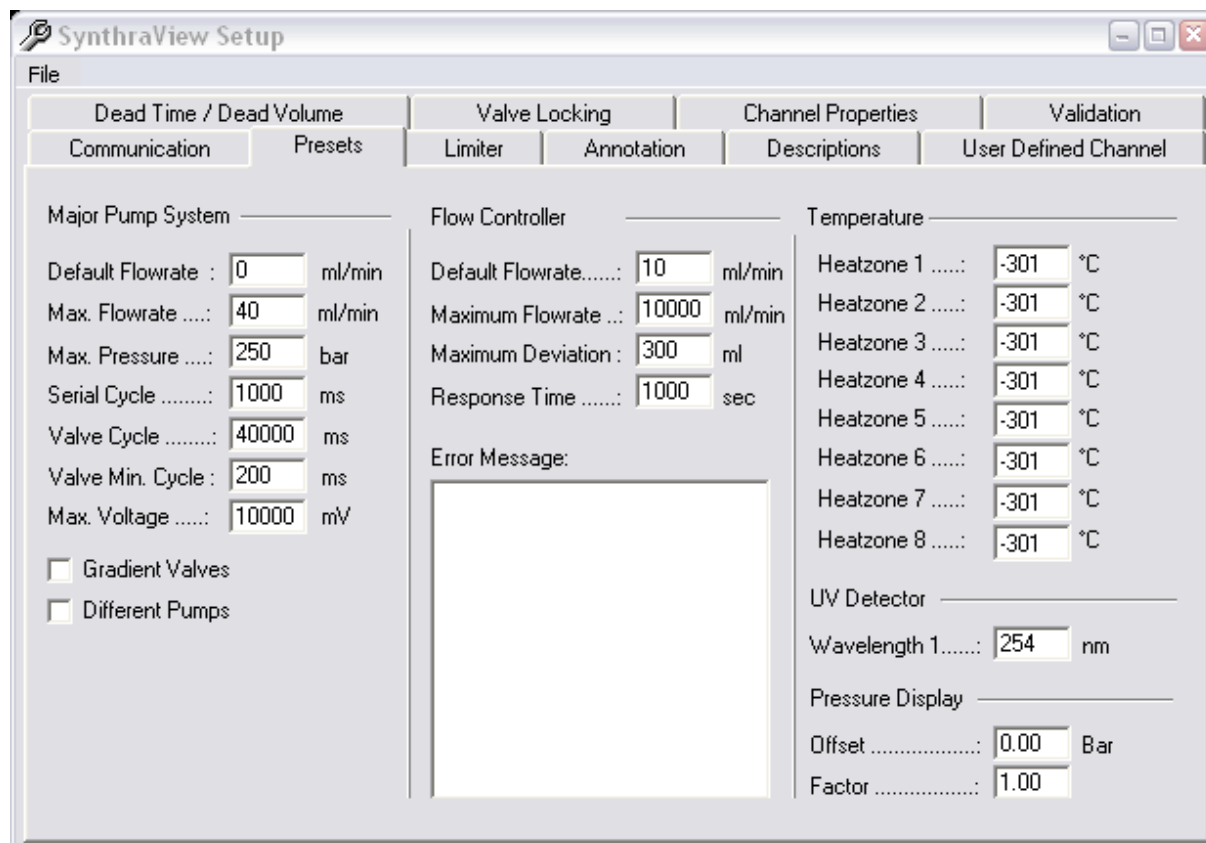 SynthraView Setup
File
Dead Time / Dead Volume
Valve Locking
Channel Properties
Validation
Communication
Presets
Limiter
Annotation
Descriptions
User Defined Channel
Major Pump System
Default Flowrate : 0 ml/min
Max. Flowrate ....: 40 ml/min
Max. Pressure ....: 250 bar
Serial Cycle ........: 1000 ms
Valve Cycle ........: 40000 ms
Valve Min. Cycle : 200 ms
Max. Voltage .....: 10000 mV
Gradient Valves
Different Pumps
Flow Controller
Default Flowrate......: 10 ml/min
Maximum Flowrate ..: 10000 ml/min
Maximum Deviation : 300 ml
Response Time ......: 1000 sec
Error Message:
Temperature
Heatzone 1 .....: -301 °C
Heatzone 2 .....: -301 °C
Heatzone 3 .....: -301 °C
Heatzone 4 .....: -301 °C
Heatzone 5 .....: -301 °C
Heatzone 6 .....: -301 °C
Heatzone 7 .....: -301 °C
Heatzone 8 .....: -301 °C
UV Detector
Wavelength 1......: 254 nm
Pressure Display
Offset ..................: 0.00 Bar
Factor .................: 1.00